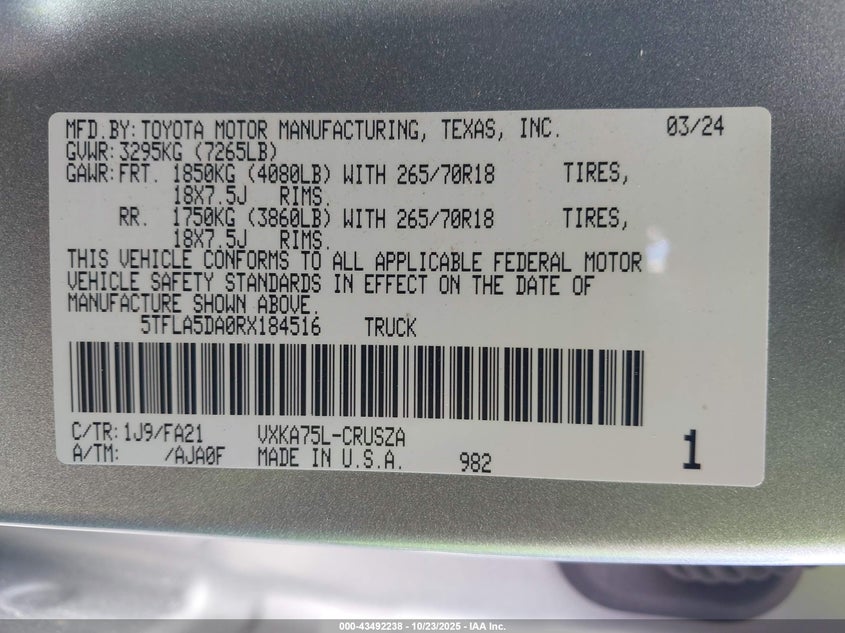 MFD.BY: TOYOTA MOTOR MANUFACTURING, TEXAS, INC. 03/24
GVWR: 3295KG (7265LB)
GAWR: FRT. 1850KG (4080LB) WITH 265/70R18 TIRES,
18X7.5J RIMS.
RR. 1750KG (3860LB) WITH 265/70R18 TIRES,
18X7.5J RIMS.
THIS VEHICLE CONFORMS TO ALL APPLICABLE FEDERAL MOTOR
VEHICLE SAFETY STANDARDS IN EFFECT ON THE DATE OF
MANUFACTURE SHOWN ABOVE.
5TFLA5DA0RX184516 TRUCK
C/TR: 1J9/FA21 VXKA75L-CRUSZA
A/TM: /AJA0F MADE IN U.S.A. 982 1
000-43492238 - 10/23/2025 - IAA Inc.